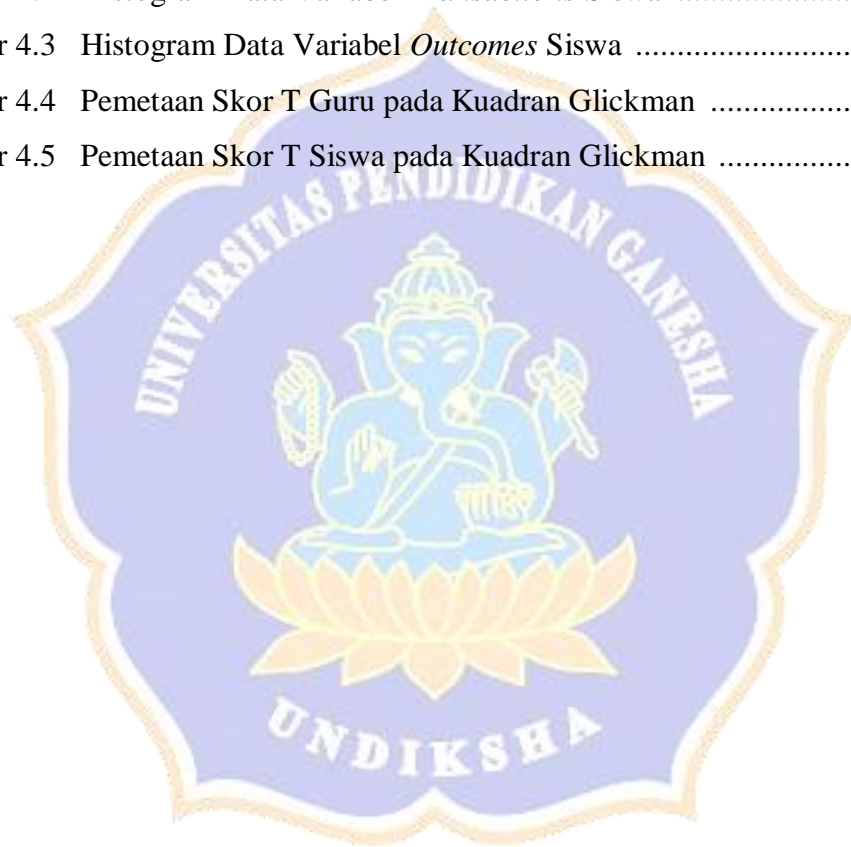 r 4.3 Histogram Data Variabel Outcomes Siswa ....................
r 4.4 Pemetaan Skor T Guru pada Kuadran Glickman .................
r 4.5 Pemetaan Skor T Siswa pada Kuadran Glickman ................
UNIVERSITAS PENDIDIKAN GANESHA
UNDIKSHA